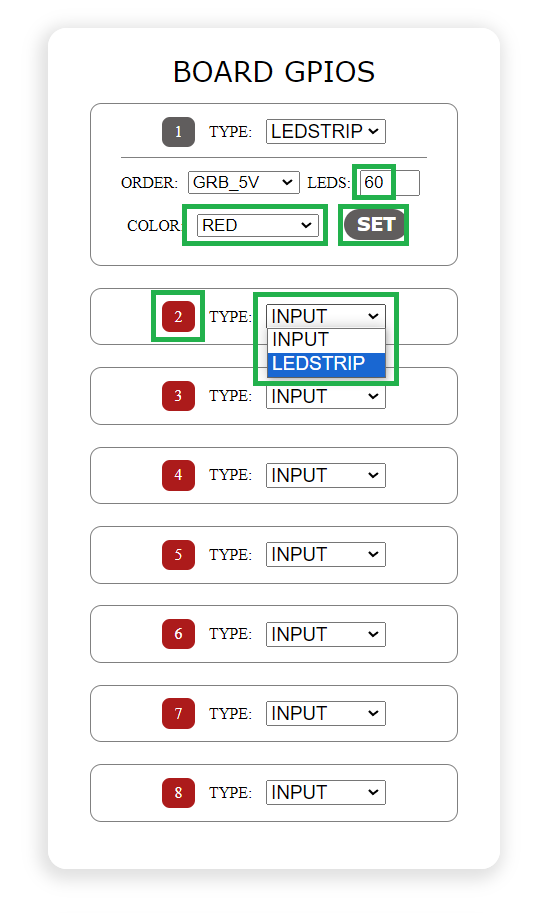 BOARD GPIOS
1 TYPE: LEDSTRIP
ORDER: GRB_5V LEDS: 60
COLOR: RED SET
2 TYPE: INPUT
INPUT
LEDSTRIP
3 TYPE: INPUT
4 TYPE: INPUT
5 TYPE: INPUT
6 TYPE: INPUT
7 TYPE: INPUT
8 TYPE: INPUT